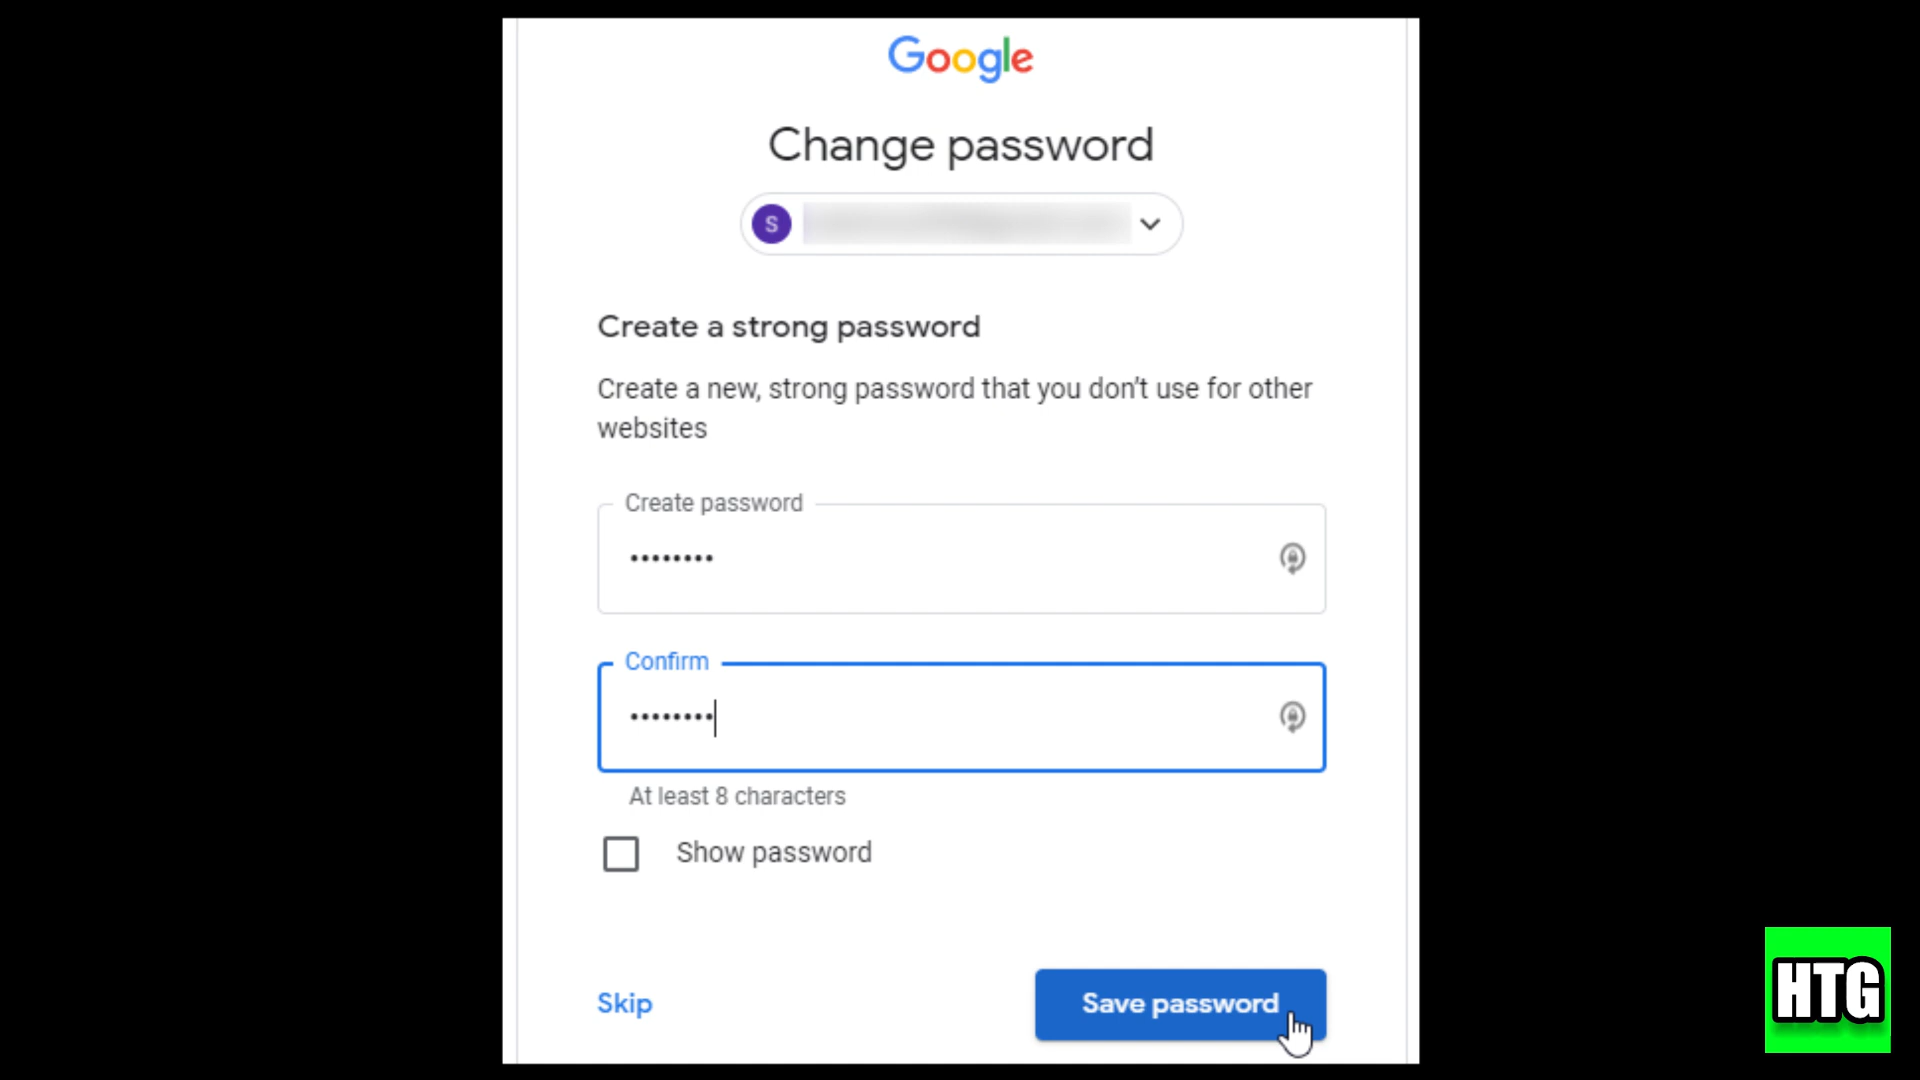 Google
Change password
S
Create a strong password
Create a new, strong password that you don't use for other
websites
Create password
Confirm
At least 8 characters
Show password
Skip
Save password
HTG